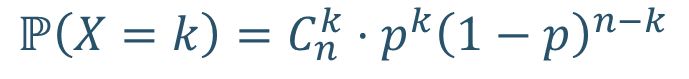 ℙ(X = k) = C_n^k · p^k(1 − p)^{n−k}